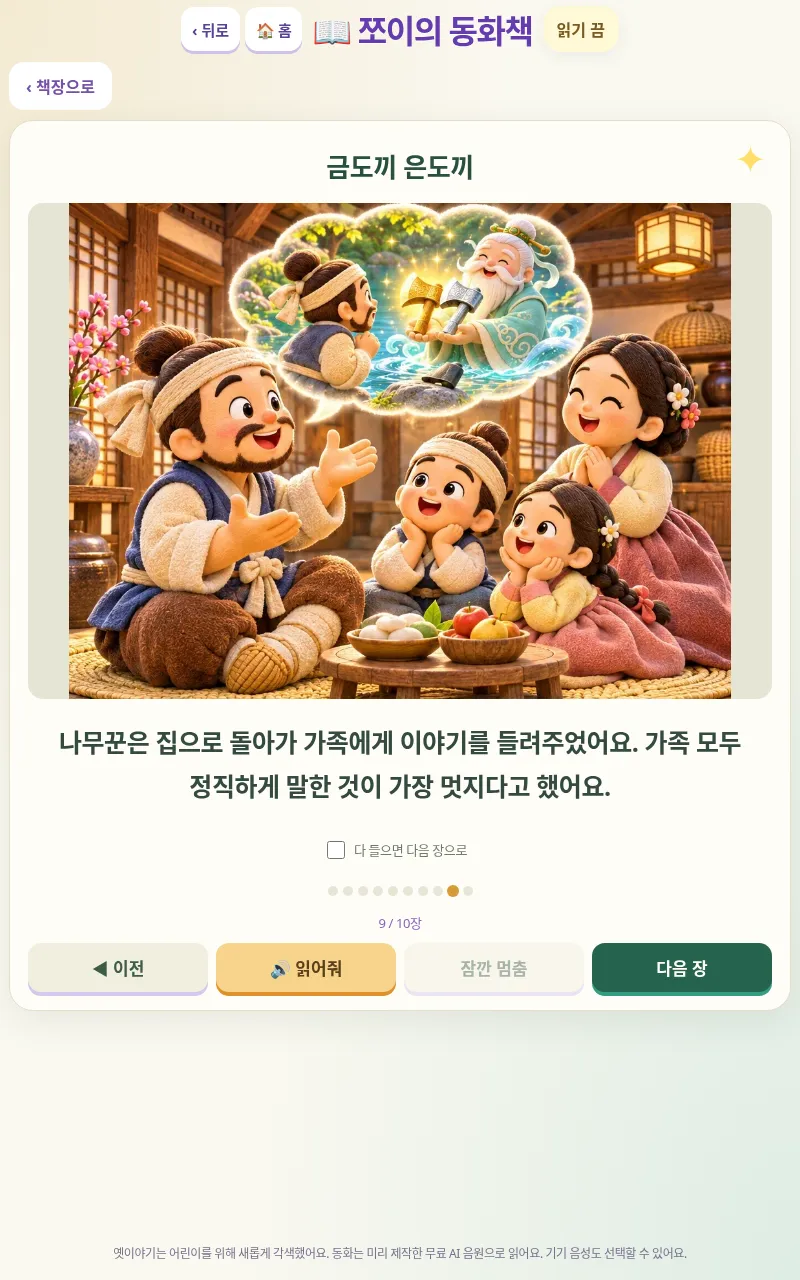 ‹ 뒤로 🏠 홈 📖 쪼이의 동화책 읽기 끝
‹ 책장으로
금도끼 은도끼
나무꾼은 집으로 돌아가 가족에게 이야기를 들려주었어요. 가족 모두
정직하게 말한 것이 가장 멋지다고 했어요.
다 들으면 다음 장으로
9 / 10장
◀ 이전 🔊 읽어줘 잠깐 멈춤 다음 장
옛이야기는 어린이를 위해 새롭게 각색했어요. 동화는 미리 제작한 무료 AI 음원으로 읽어요. 기기 음성도 선택할 수 있어요.